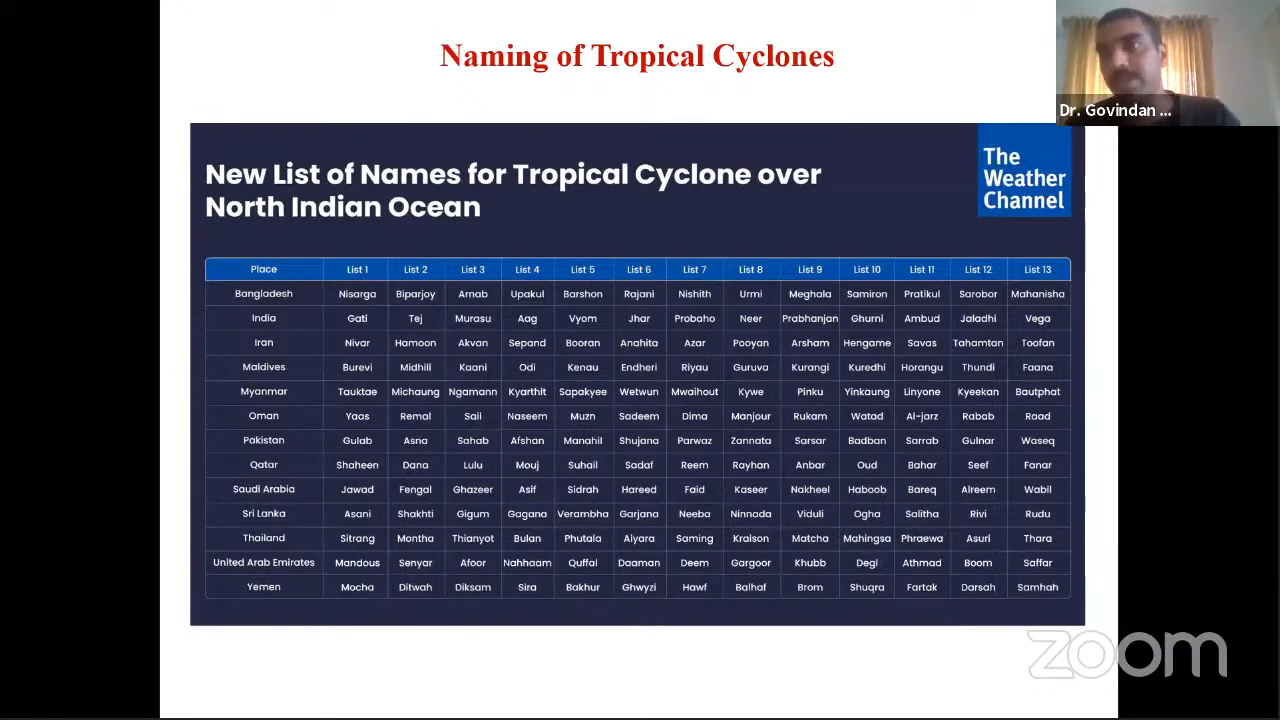 Naming of Tropical Cyclones
Dr. Govindan ...
New List of Names for Tropical Cyclone over
North Indian Ocean
The
Weather
Channel
Place List 1 List 2 List 3 List 4 List 5 List 6 List 7 List 8 List 9 List 10 List 11 List 12 List 13
Bangladesh Nisarga Biparjoy Arnab Upakul Barshon Rajani Nishith Urmi Meghala Samiron Pratikul Sarobor Mahanisha
India Gati Tej Murasu Aag Vyom Jhar Probaho Neer Prabhanjan Ghurni Ambud Jaladhi Vega
Iran Nivar Hamoon Akvan Sepand Booran Anahita Azar Pooyan Arsham Hengame Savas Tahamtan Toofan
Maldives Burevi Midhili Kaani Odi Kenau Endheri Riyau Guruva Kurangi Kuredhi Horangu Thundi Faana
Myanmar Tauktae Michaung Ngamann Kyarthit Sapakyee Wetwun Mwaihout Kywe Pinku Yinkaung Linyone Kyeekan Bautphat
Oman Yaas Remal Sail Naseem Muzn Sadeem Dima Manjour Rukam Watad Al-jarz Rabab Raad
Pakistan Gulab Asna Sahab Afshan Manahil Shujana Parwaz Zannata Sarsar Badban Sarrab Gulnar Waseq
Qatar Shaheen Dana Lulu Mouj Suhail Sadaf Reem Rayhan Anbar Oud Bahar Seef Fanar
Saudi Arabia Jawad Fengal Ghazeer Asif Sidrah Hareed Faid Kaseer Nakheel Haboob Bareq Alreem Wabil
Sri Lanka Asani Shakhti Gigum Gagana Verambha Garjana Neeba Ninnada Viduli Ogha Salitha Rivi Rudu
Thailand Sitrang Montha Thianyot Bulan Phutala Aiyara Saming Kraison Matcha Mahingsa Phraewa Asuri Thara
United Arab Emirates Mandous Senyar Afoor Nahhaam Quffal Daaman Deem Gargoor Khubb Degl Athmad Boom Saffar
Yemen Mocha Ditwah Diksam Sira Bakhur Ghwyzi Hawf Balhaf Brom Shuqra Fartak Darsah Samhah
zoom